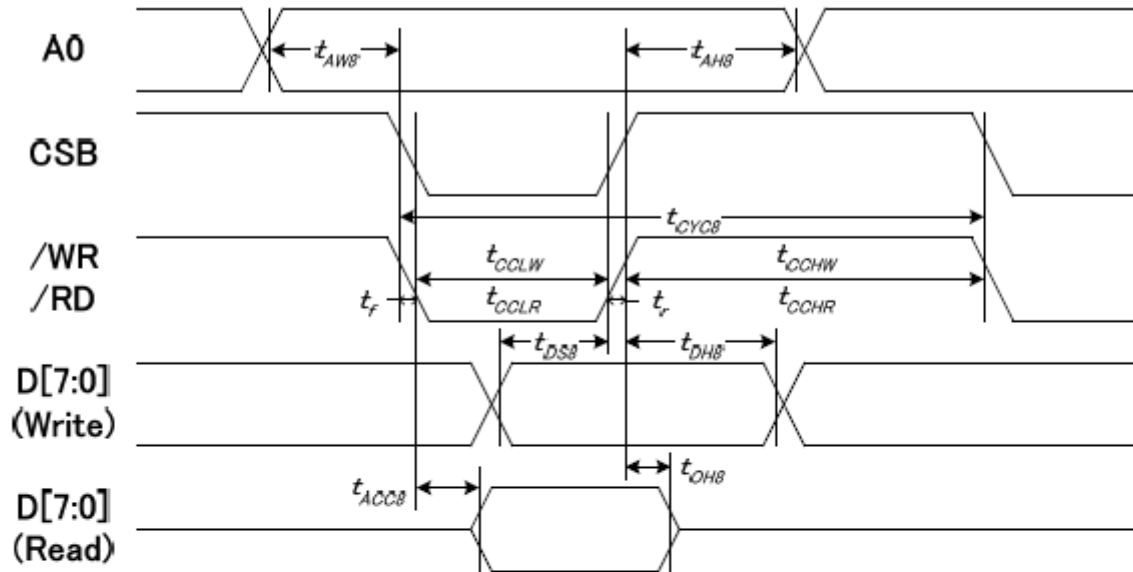 A0
tAW8
tAH8
CSB
tCYC8
/WR
/RD
tCCLW
tCCHW
tf
tCCLR
tr
tCCHR
tDS8
tDH8
D[7:0]
(Write)
tACC8
tOH8
D[7:0]
(Read)